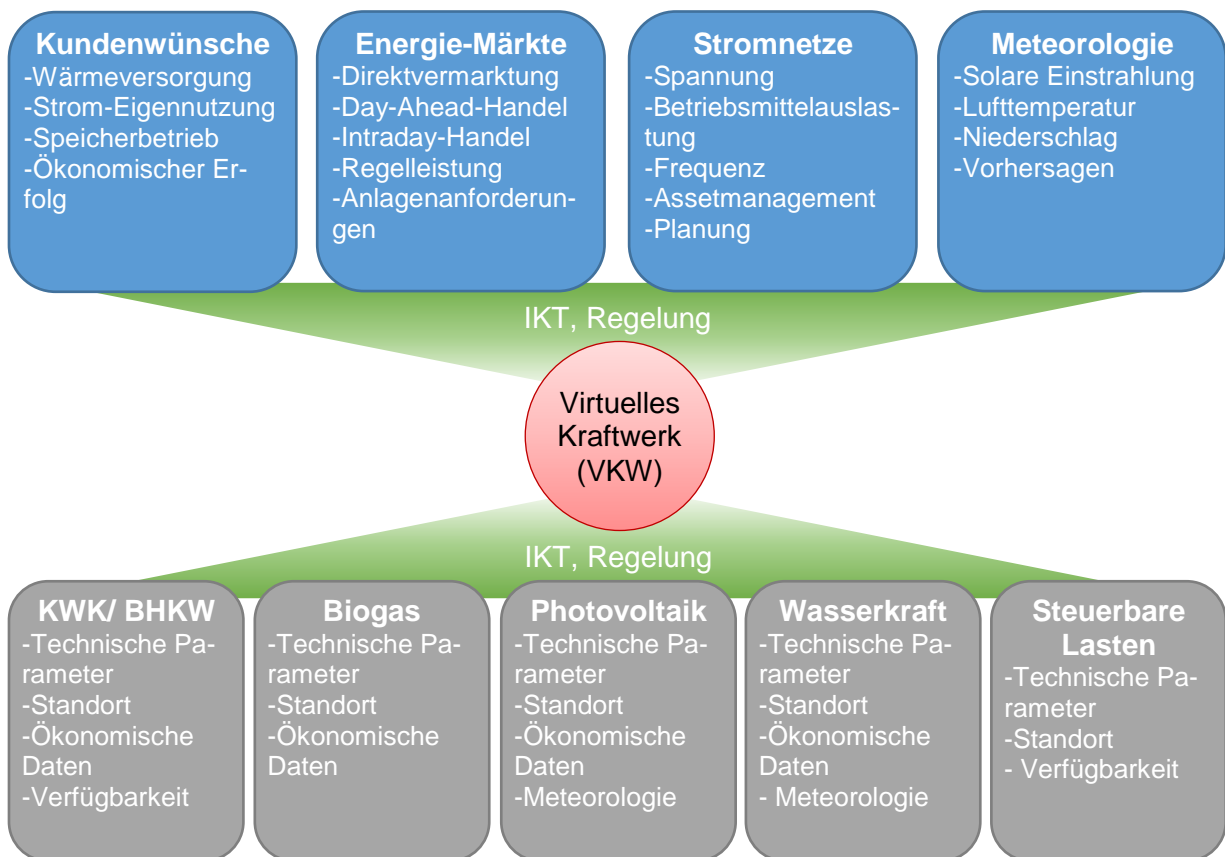 Kundenwünsche
-Wärmeversorgung
-Strom-Eigennutzung
-Speicherbetrieb
-Ökonomischer Er-
folg
Energie-Märkte
-Direktvermarktung
-Day-Ahead-Handel
-Intraday-Handel
-Regelleistung
-Anlagenanforderun-
gen
Stromnetze
-Spannung
-Betriebsmittelauslas-
tung
-Frequenz
-Assetmanagement
-Planung
Meteorologie
-Solare Einstrahlung
-Lufttemperatur
-Niederschlag
-Vorhersagen
IKT, Regelung
Virtuelles
Kraftwerk
(VKW)
IKT, Regelung
KWK/ BHKW
-Technische Pa-
rameter
-Standort
-Ökonomische
Daten
-Verfügbarkeit
Biogas
-Technische Pa-
rameter
-Standort
-Ökonomische
Daten
Photovoltaik
-Technische Pa-
rameter
-Standort
-Ökonomische
Daten
-Meteorologie
Wasserkraft
-Technische Pa-
rameter
-Standort
-Ökonomische
Daten
- Meteorologie
Steuerbare
Lasten
-Technische Pa-
rameter
-Standort
- Verfügbarkeit